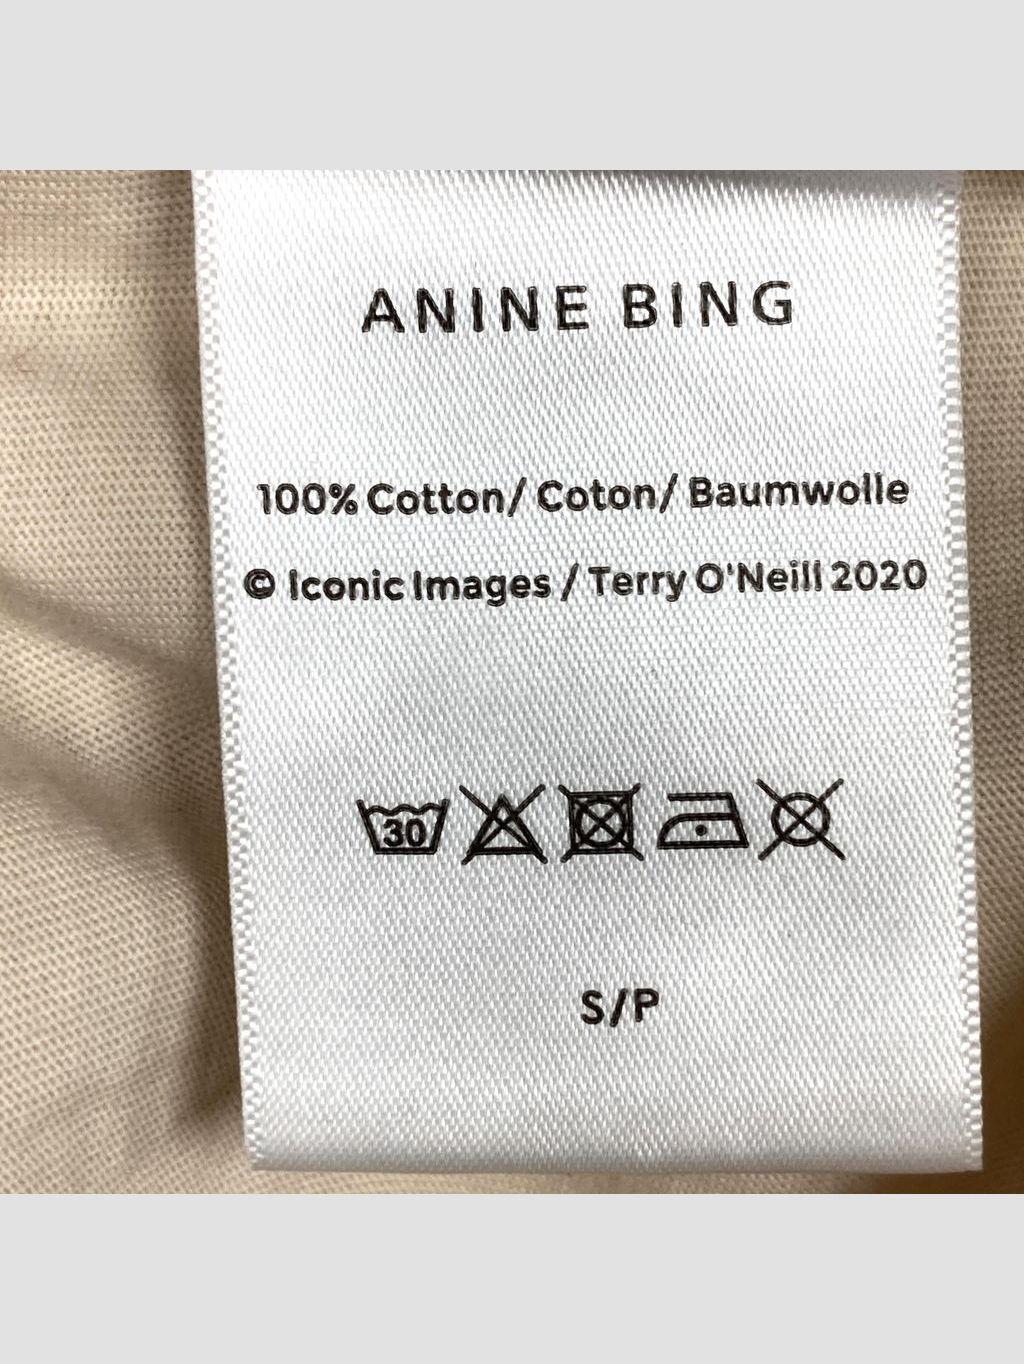 ANINE BING
100% Cotton/ Coton/ Baumwolle
© Iconic Images / Terry O'Neill 2020
30
S/P